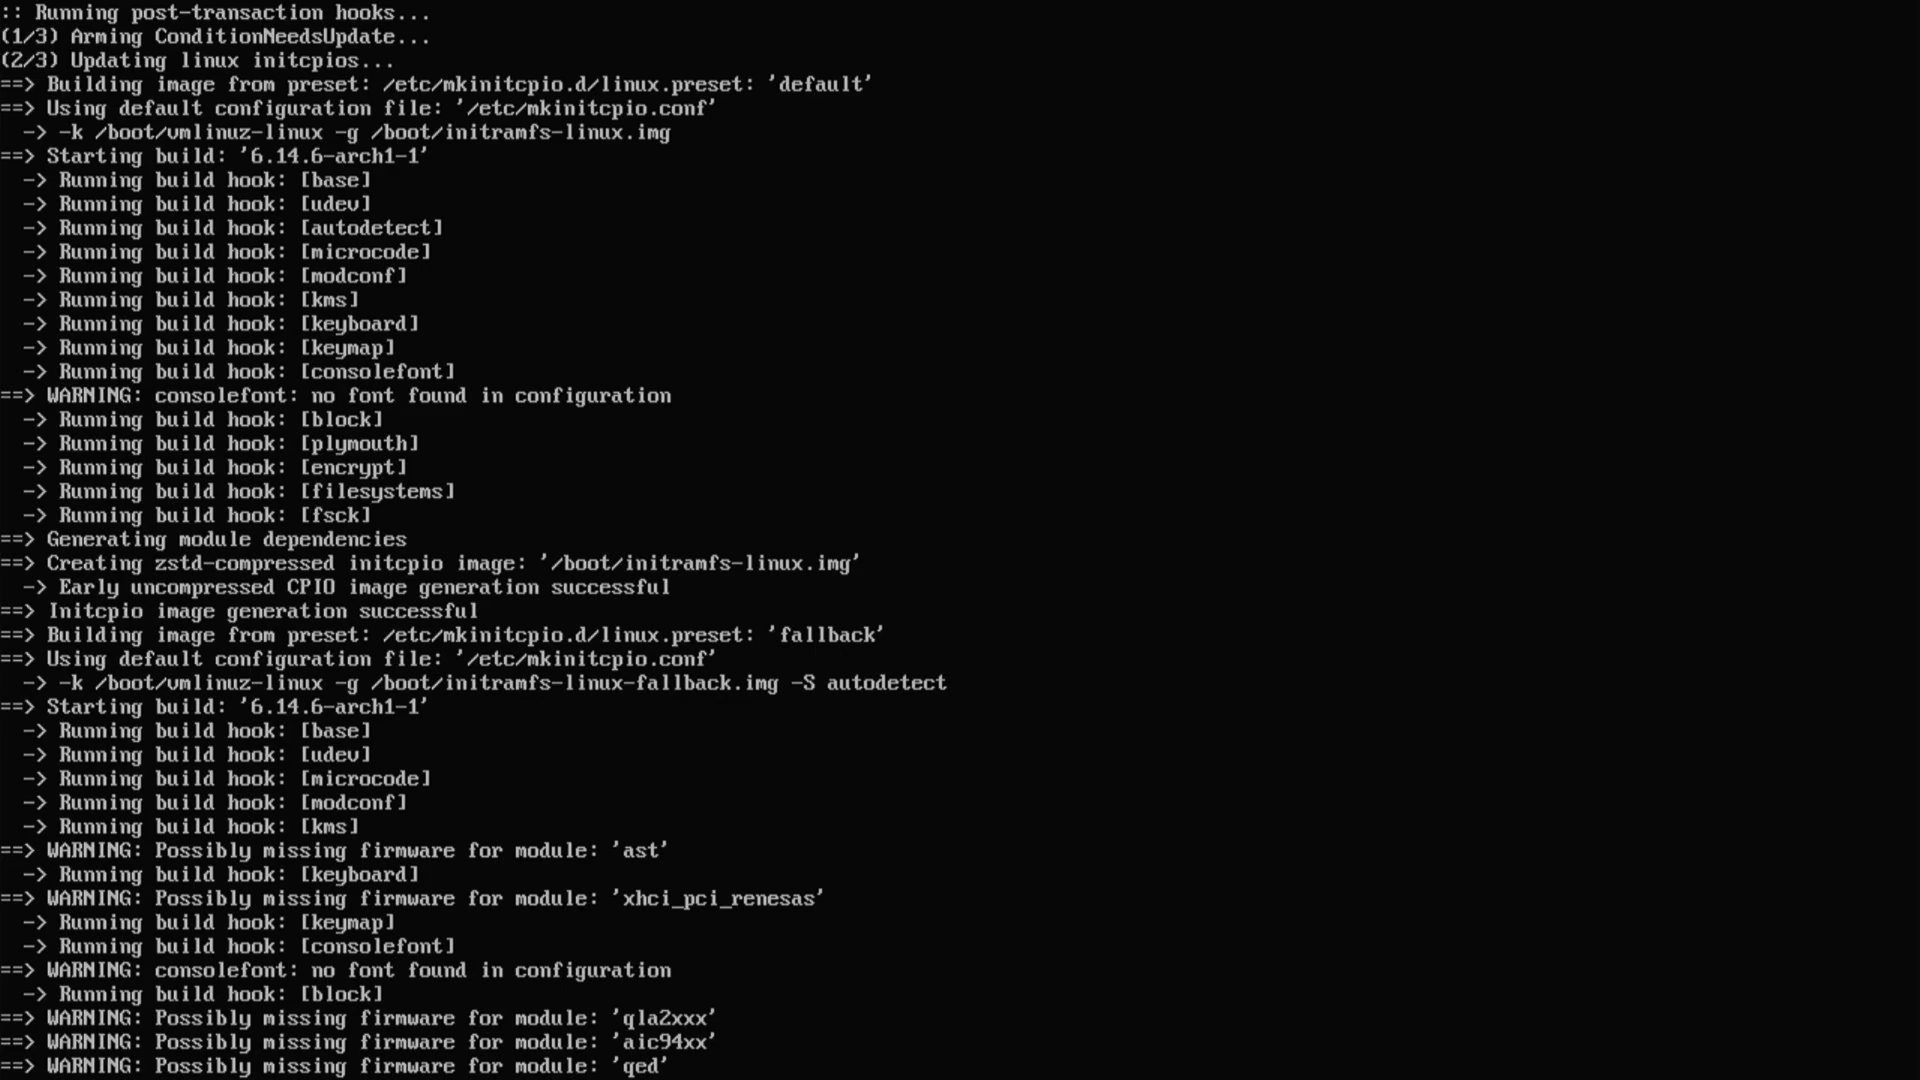 :: Running post-transaction hooks...
(1/3) Arming ConditionNeedsUpdate...
(2/3) Updating linux initcpios...
==> Building image from preset: /etc/mkinitcpio.d/linux.preset: 'default'
==> Using default configuration file: '/etc/mkinitcpio.conf'
  -> -k /boot/vmlinuz-linux -g /boot/initramfs-linux.img
==> Starting build: '6.14.6-arch1-1'
  -> Running build hook: [base]
  -> Running build hook: [udev]
  -> Running build hook: [autodetect]
  -> Running build hook: [microcode]
  -> Running build hook: [modconf]
  -> Running build hook: [kms]
  -> Running build hook: [keyboard]
  -> Running build hook: [keymap]
  -> Running build hook: [consolefont]
==> WARNING: consolefont: no font found in configuration
  -> Running build hook: [block]
  -> Running build hook: [plymouth]
  -> Running build hook: [encrypt]
  -> Running build hook: [filesystems]
  -> Running build hook: [fsck]
==> Generating module dependencies
==> Creating zstd-compressed initcpio image: '/boot/initramfs-linux.img'
  -> Early uncompressed CPIO image generation successful
==> Initcpio image generation successful
==> Building image from preset: /etc/mkinitcpio.d/linux.preset: 'fallback'
==> Using default configuration file: '/etc/mkinitcpio.conf'
  -> -k /boot/vmlinuz-linux -g /boot/initramfs-linux-fallback.img -S autodetect
==> Starting build: '6.14.6-arch1-1'
  -> Running build hook: [base]
  -> Running build hook: [udev]
  -> Running build hook: [microcode]
  -> Running build hook: [modconf]
  -> Running build hook: [kms]
==> WARNING: Possibly missing firmware for module: 'ast'
  -> Running build hook: [keyboard]
==> WARNING: Possibly missing firmware for module: 'xhci_pci_renesas'
  -> Running build hook: [keymap]
  -> Running build hook: [consolefont]
==> WARNING: consolefont: no font found in configuration
  -> Running build hook: [block]
==> WARNING: Possibly missing firmware for module: 'qla2xxx'
==> WARNING: Possibly missing firmware for module: 'aic94xx'
==> WARNING: Possibly missing firmware for module: 'qed'